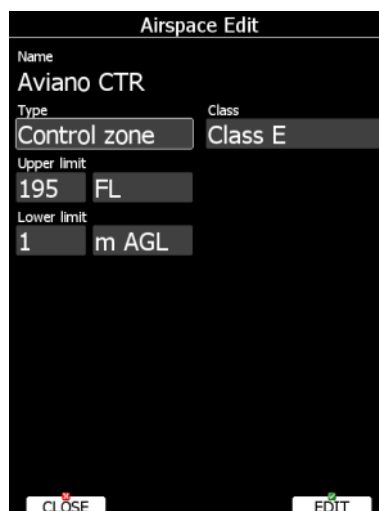 Airspace Edit
Name
Aviano CTR
Type Class
Control zone Class E
Upper limit
195 FL
Lower limit
1 m AGL
CLOSE EDIT